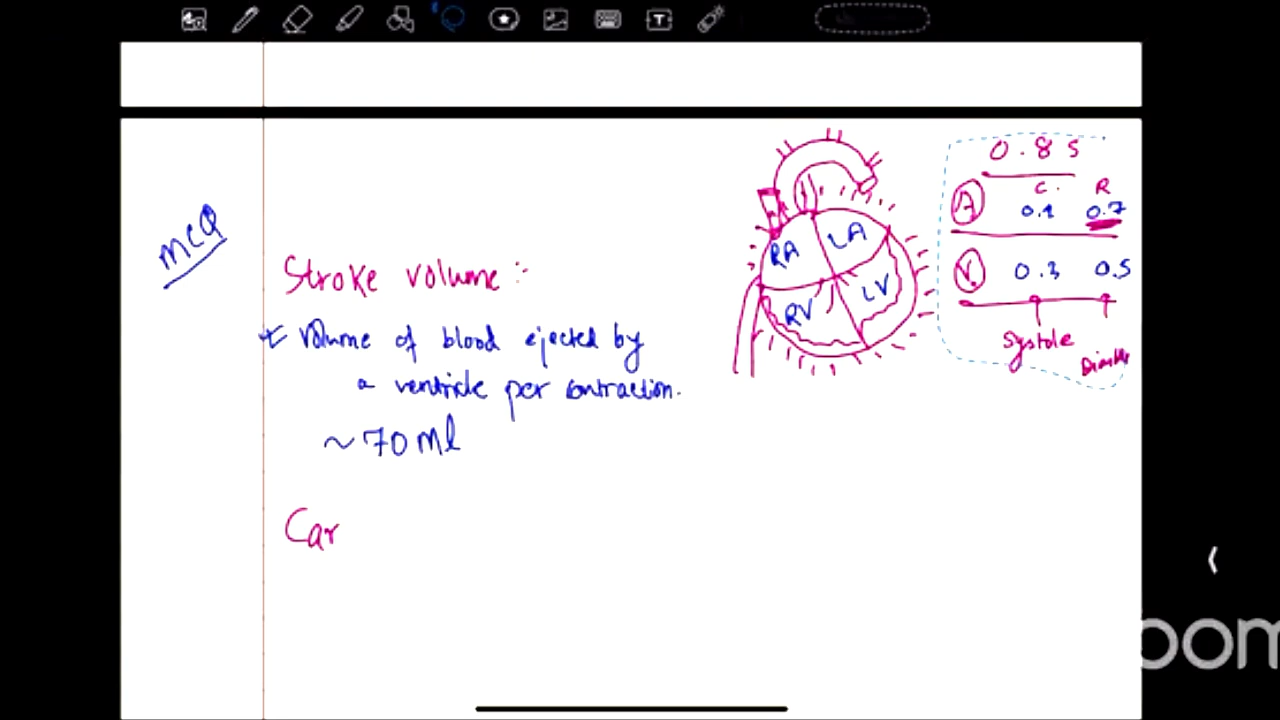 MCQ
Stroke volume :-
* Volume of blood ejected by
a ventricle per contraction.
~ 70 ml
Car
RA
LA
RV
LV
0.8 s
C. R
A 0.1 0.7
V 0.3 0.5
Systole
T
oom